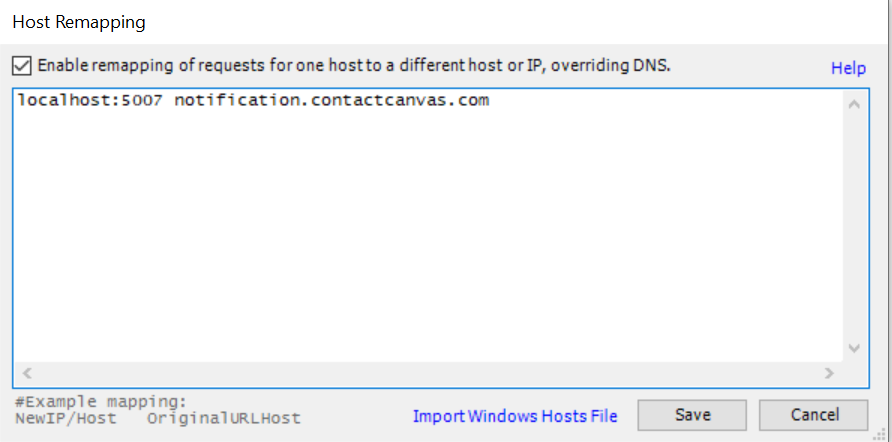 Host Remapping
Enable remapping of requests for one host to a different host or IP, overriding DNS.
Help
localhost:5007 notification.contactcanvas.com
#Example mapping:
NewIP/Host   OriginalURLHost
Import Windows Hosts File
Save
Cancel